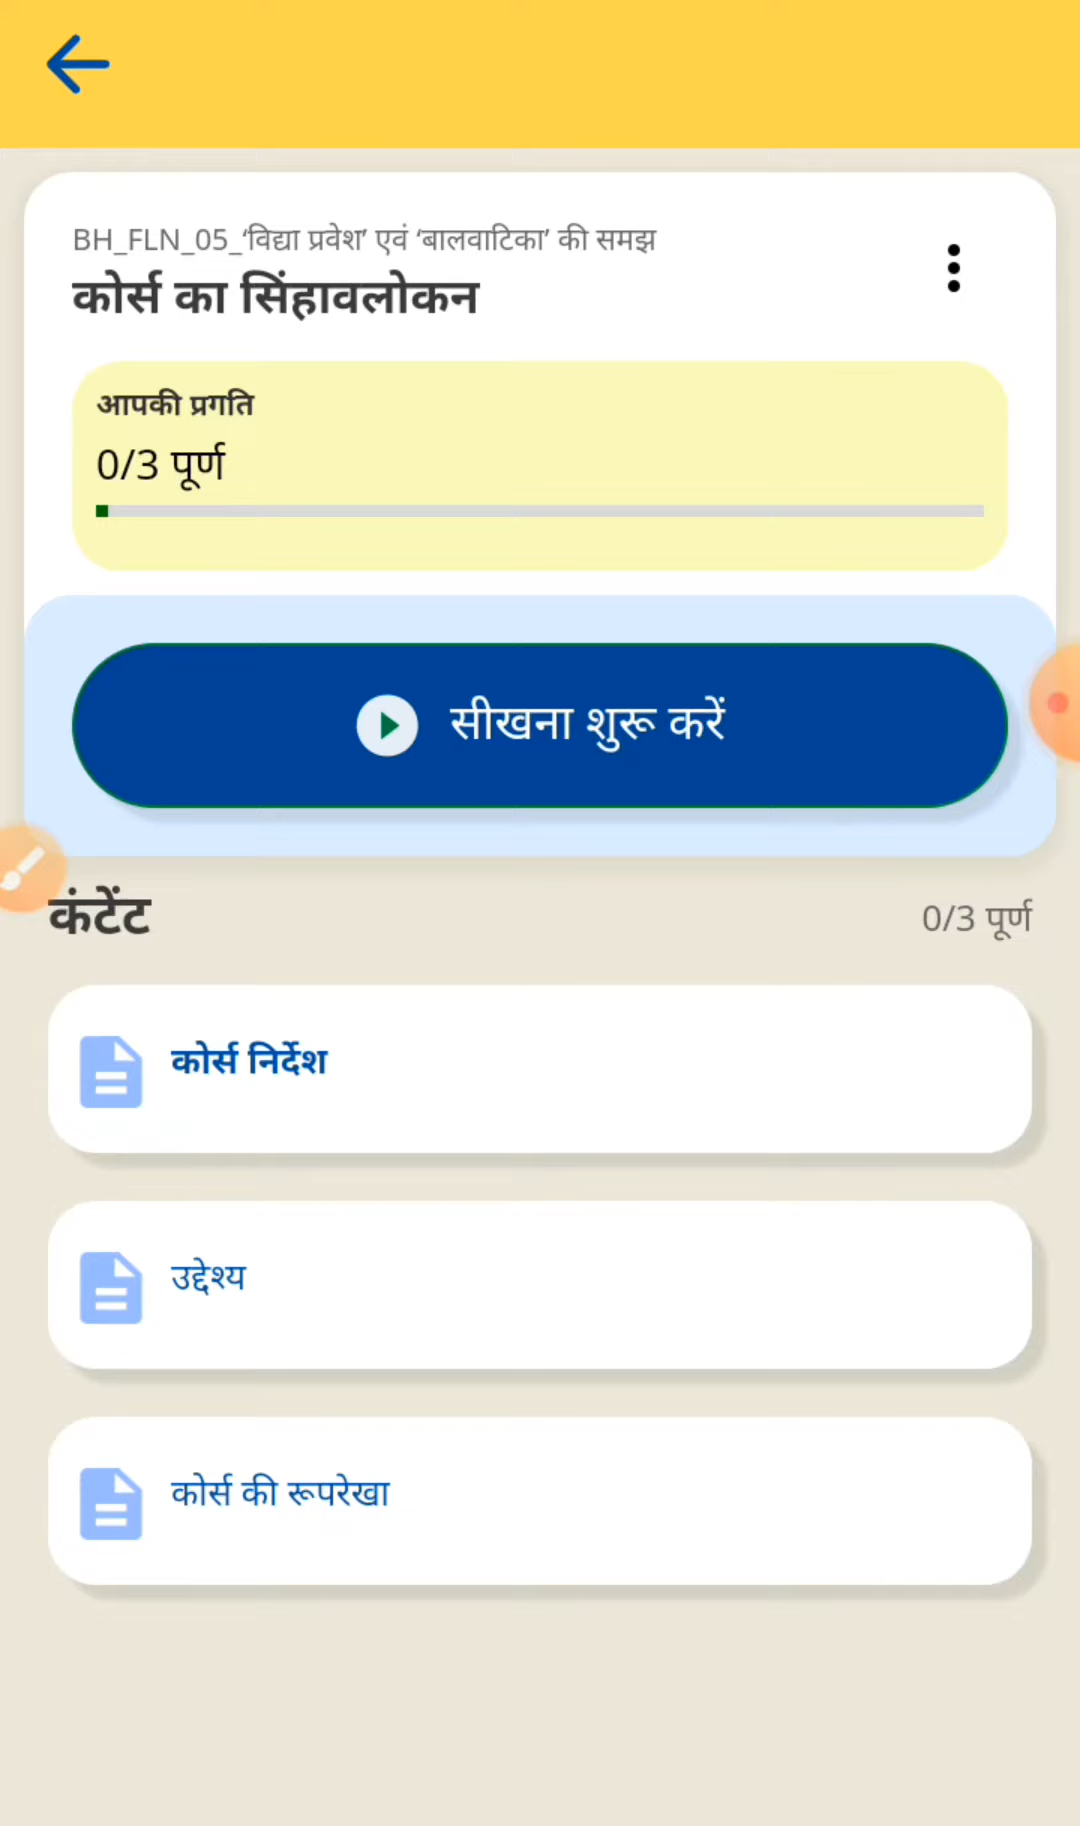 BH_FLN_05_‘विद्या प्रवेश’ एवं ‘बालवाटिका’ की समझ
कोर्स का सिंहावलोकन
आपकी प्रगति
0/3 पूर्ण
सीखना शुरू करें
कंटेंट
0/3 पूर्ण
कोर्स निर्देश
उद्देश्य
कोर्स की रूपरेखा